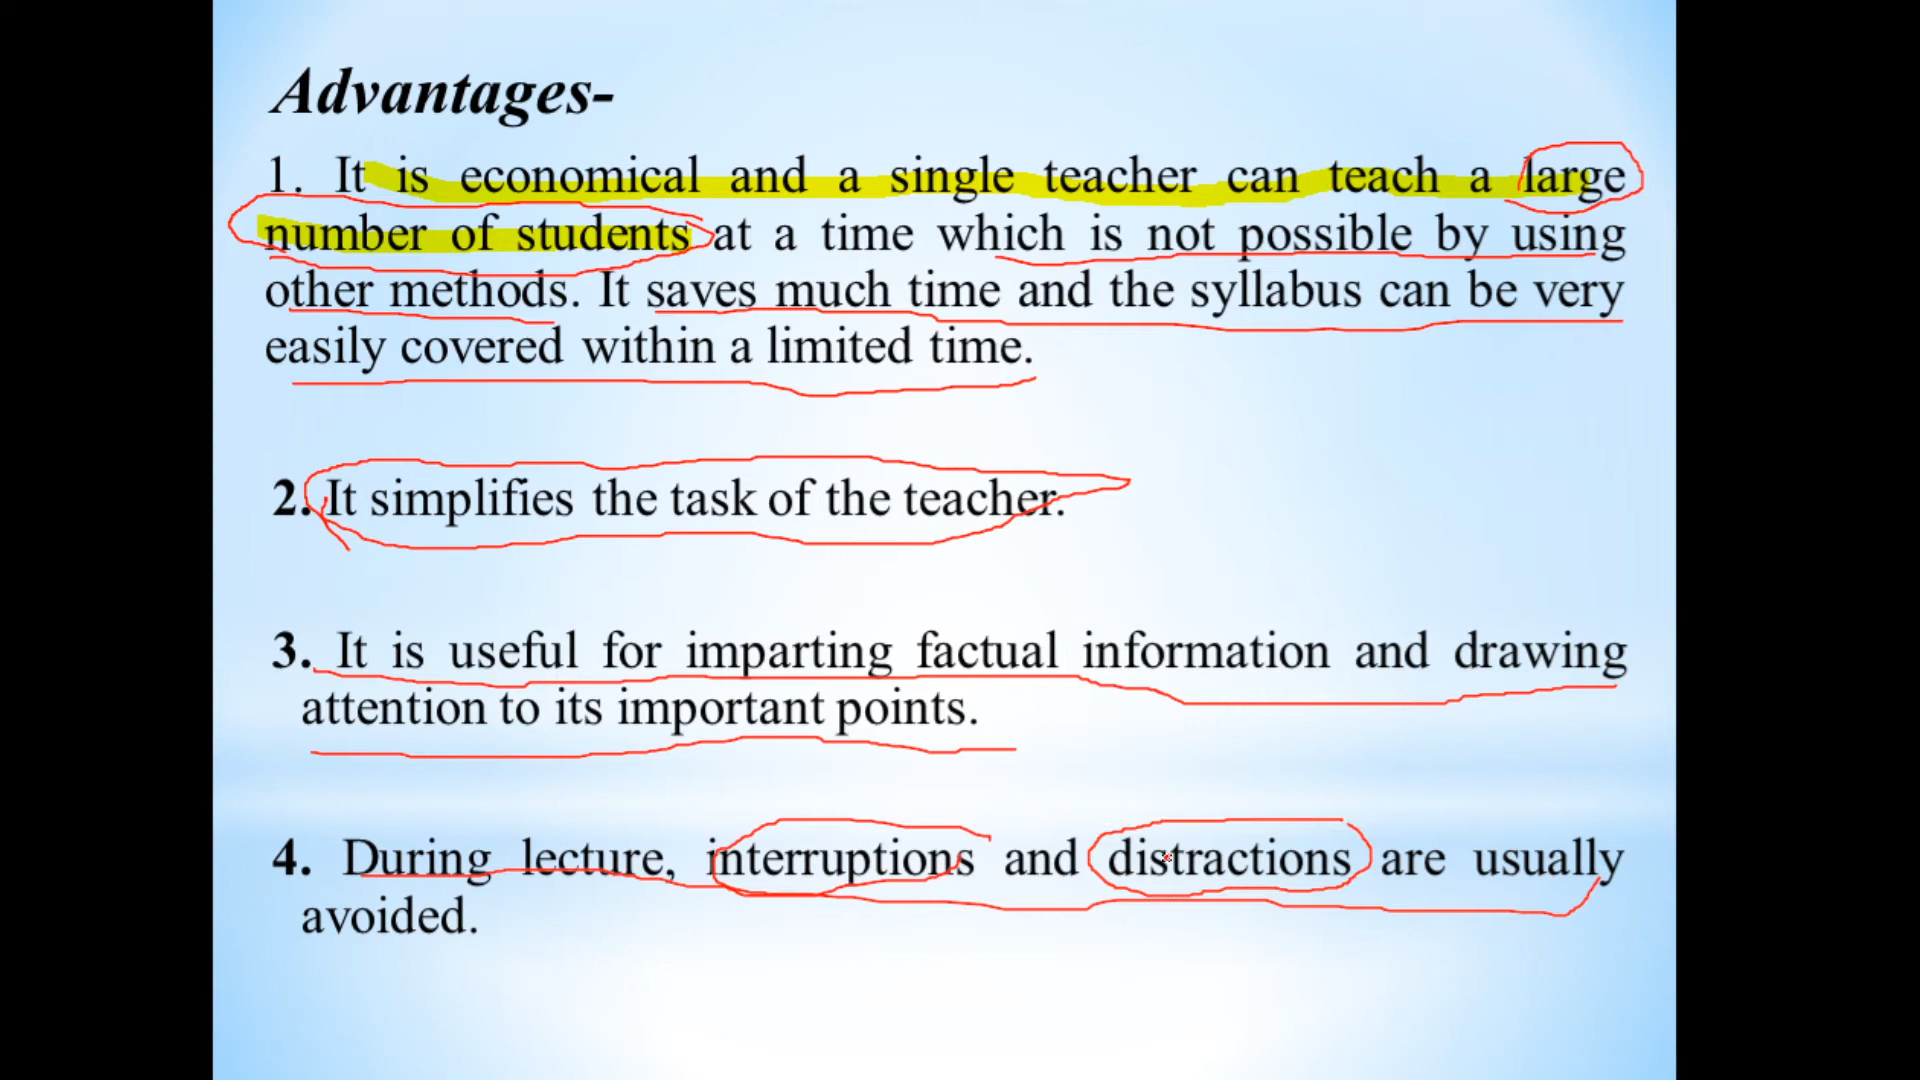 Advantages-
1. It is economical and a single teacher can teach a large
number of students at a time which is not possible by using
other methods. It saves much time and the syllabus can be very
easily covered within a limited time.
2. It simplifies the task of the teacher.
3. It is useful for imparting factual information and drawing
attention to its important points.
4. During lecture, interruptions and distractions are usually
avoided.